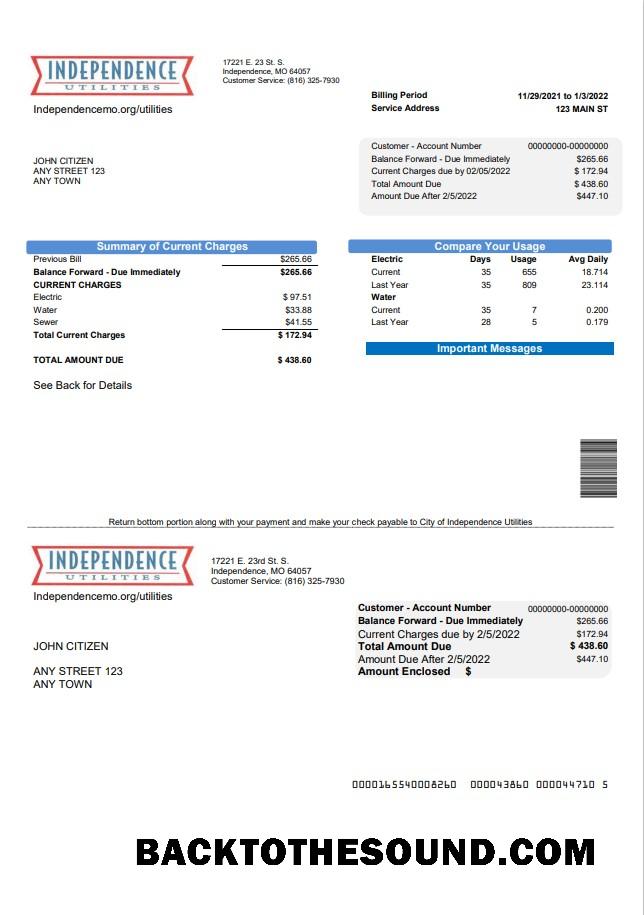 INDEPENDENCE
UTILITIES
Independencemo.org/utilities
17221 E. 23 St. S.
Independence, MO 64057
Customer Service: (816) 325-7930
Billing Period 11/29/2021 to 1/3/2022
Service Address 123 MAIN ST
JOHN CITIZEN
ANY STREET 123
ANY TOWN
Customer - Account Number 00000000-00000000
Balance Forward - Due Immediately $265.66
Current Charges due by 02/05/2022 $ 172.94
Total Amount Due $ 438.60
Amount Due After 2/5/2022 $447.10
Summary of Current Charges
Previous Bill $265.66
Balance Forward - Due Immediately $265.66
CURRENT CHARGES
Electric $ 97.51
Water $33.88
Sewer $41.55
Total Current Charges $ 172.94
TOTAL AMOUNT DUE $ 438.60
See Back for Details
Compare Your Usage
Electric Days Usage Avg Daily
Current 35 655 18.714
Last Year 35 809 23.114
Water
Current 35 7 0.200
Last Year 28 5 0.179
Important Messages
Return bottom portion along with your payment and make your check payable to City of Independence Utilities
INDEPENDENCE
UTILITIES
Independencemo.org/utilities
17221 E. 23rd St. S.
Independence, MO 64057
Customer Service: (816) 325-7930
JOHN CITIZEN
ANY STREET 123
ANY TOWN
Customer - Account Number 00000000-00000000
Balance Forward - Due Immediately $265.66
Current Charges due by 2/5/2022 $172.94
Total Amount Due $ 438.60
Amount Due After 2/5/2022 $447.10
Amount Enclosed $
0000165540008260 000043860 000044710 5
BACKTOTHESOUND.COM